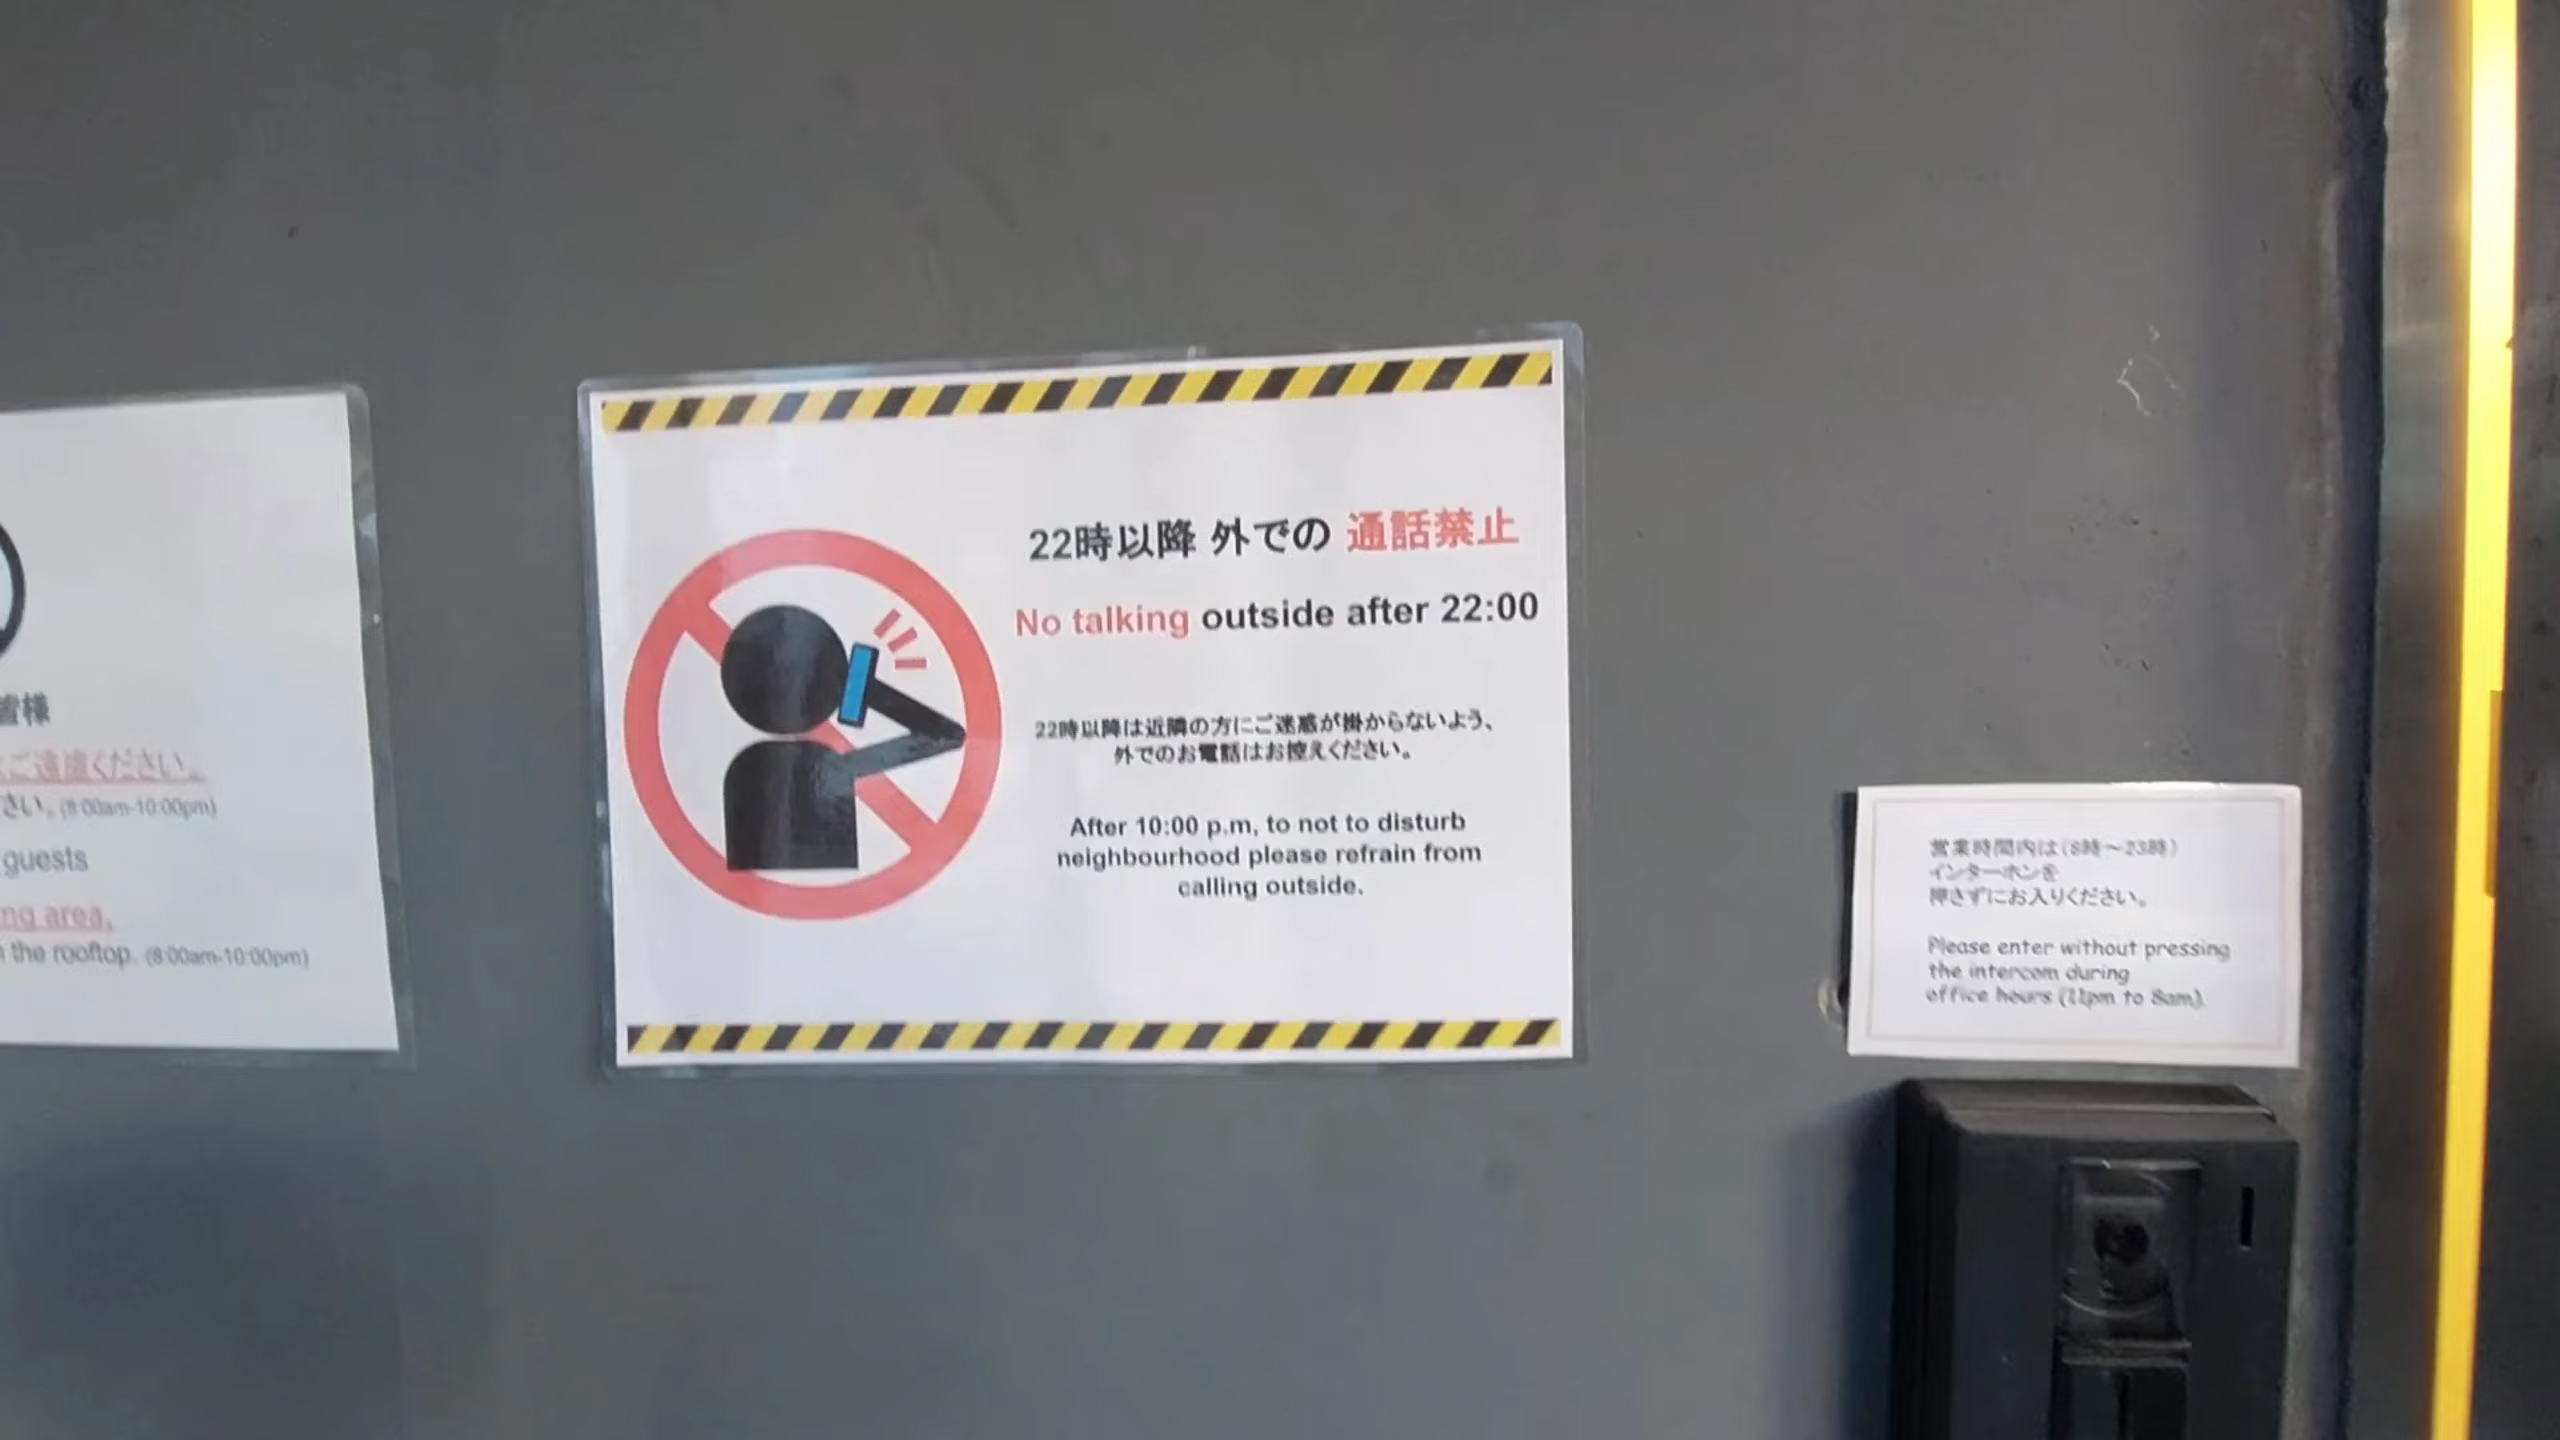 皆様
ご遠慮ください。
さい。(8:00am-10:00pm)
guests
ng area.
the rooftop. (8:00am-10:00pm)
22時以降 外での 通話禁止
No talking outside after 22:00
22時以降は近隣の方にご迷惑が掛からないよう、
外でのお電話はお控えください。
After 10:00 p.m, to not to disturb
neighbourhood please refrain from
calling outside.
営業時間内は(8時～23時)
インターホンを
押さずにお入りください。
Please enter without pressing
the intercom during
office hours (11pm to 8am).